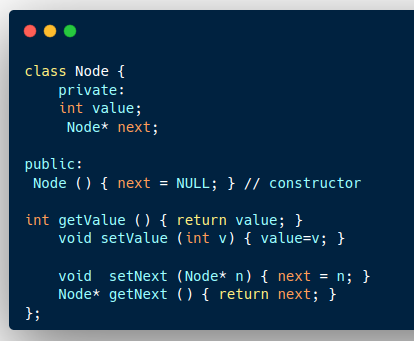 class Node {
    private:
    int value;
     Node* next;

public:
 Node () { next = NULL; } // constructor

int getValue () { return value; }
    void setValue (int v) { value=v; }

    void  setNext (Node* n) { next = n; }
    Node* getNext () { return next; }
};